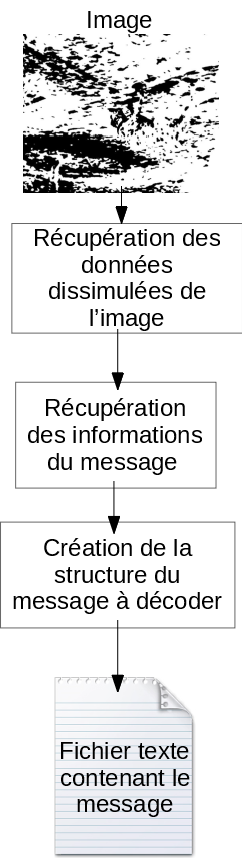 Image
Récupération des
données
dissimulées de
l’image
Récupération
des informations
du message
Création de la
structure du
message à décoder
Fichier texte
contenant le
message